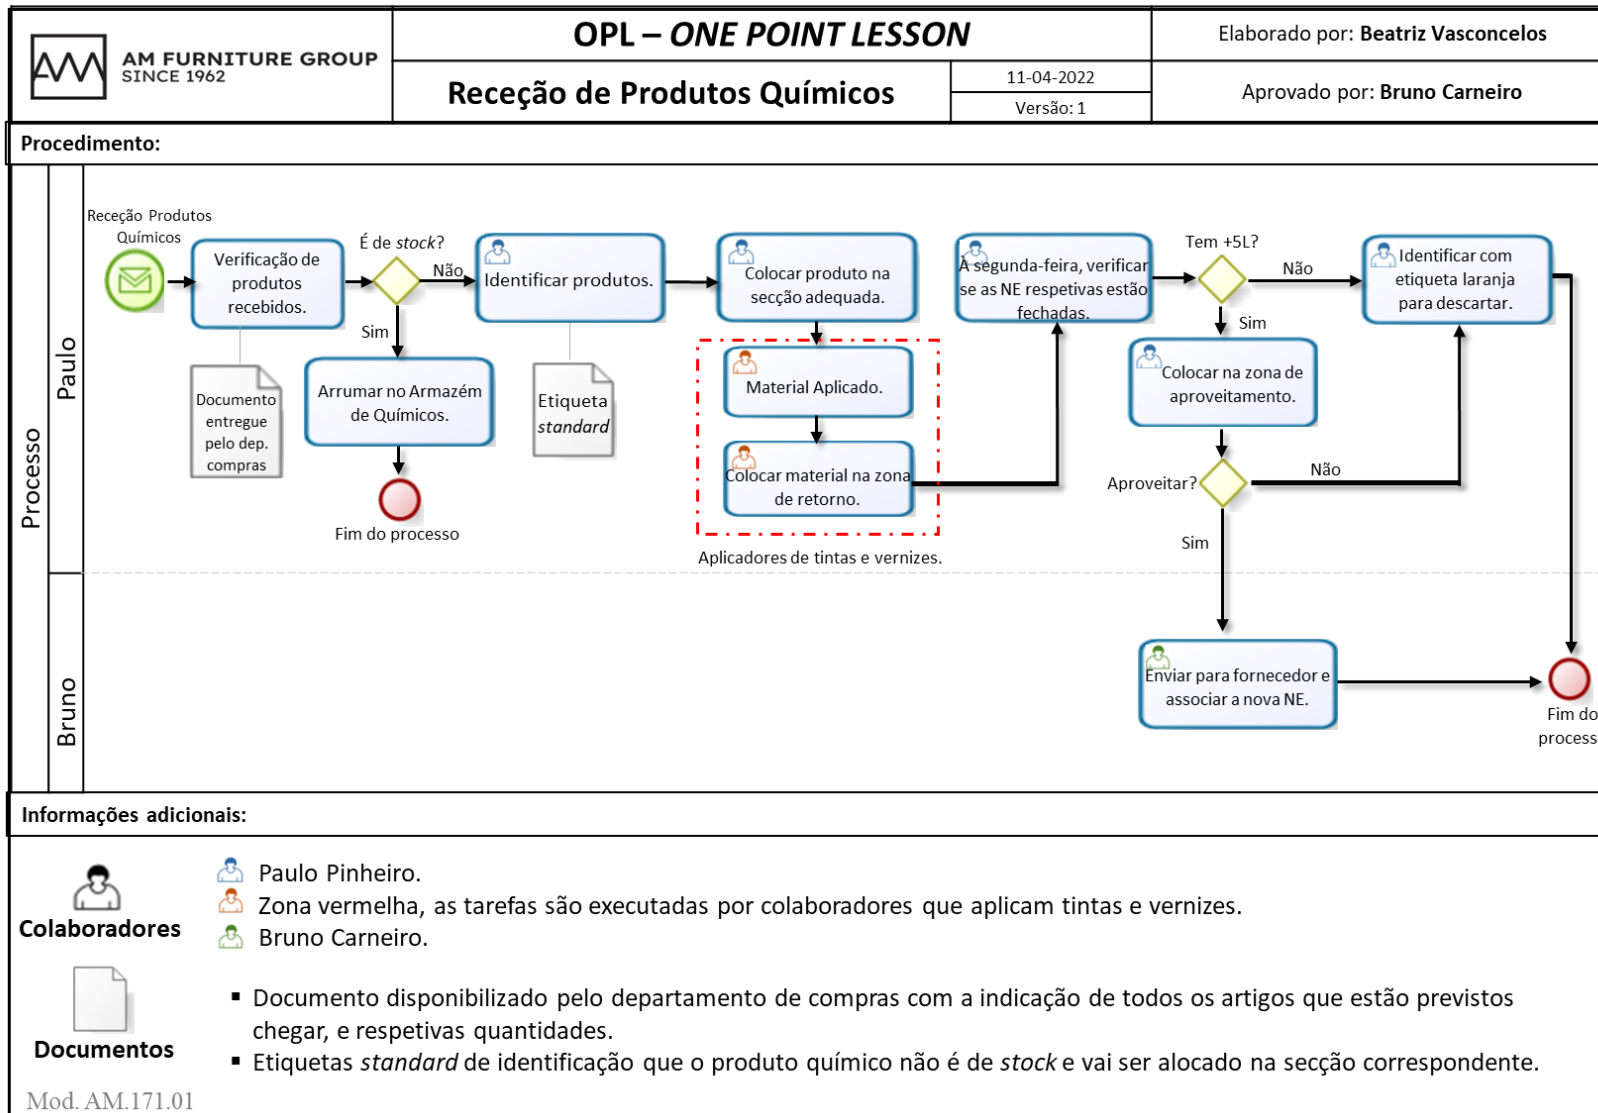 AM FURNITURE GROUP
SINCE 1962
OPL – ONE POINT LESSON
Receção de Produtos Químicos
11-04-2022
Versão: 1
Elaborado por: Beatriz Vasconcelos
Aprovado por: Bruno Carneiro
Procedimento:
Processo
Paulo
Bruno
Receção Produtos
Químicos
Verificação de
produtos
recebidos.
Documento
entregue
pelo dep.
compras
É de stock?
Não
Sim
Arrumar no Armazém
de Químicos.
Fim do processo
Identificar produtos.
Etiqueta
standard
Colocar produto na
secção adequada.
Material Aplicado.
Colocar material na zona
de retorno.
Aplicadores de tintas e vernizes.
À segunda-feira, verificar
se as NE respetivas estão
fechadas.
Tem +5L?
Não
Sim
Colocar na zona de
aproveitamento.
Aproveitar?
Não
Sim
Identificar com
etiqueta laranja
para descartar.
Enviar para fornecedor e
associar a nova NE.
Fim do
process
Informações adicionais:
Colaboradores
Paulo Pinheiro.
Zona vermelha, as tarefas são executadas por colaboradores que aplicam tintas e vernizes.
Bruno Carneiro.
Documentos
▪ Documento disponibilizado pelo departamento de compras com a indicação de todos os artigos que estão previstos
chegar, e respetivas quantidades.
▪ Etiquetas standard de identificação que o produto químico não é de stock e vai ser alocado na secção correspondente.
Mod. AM.171.01